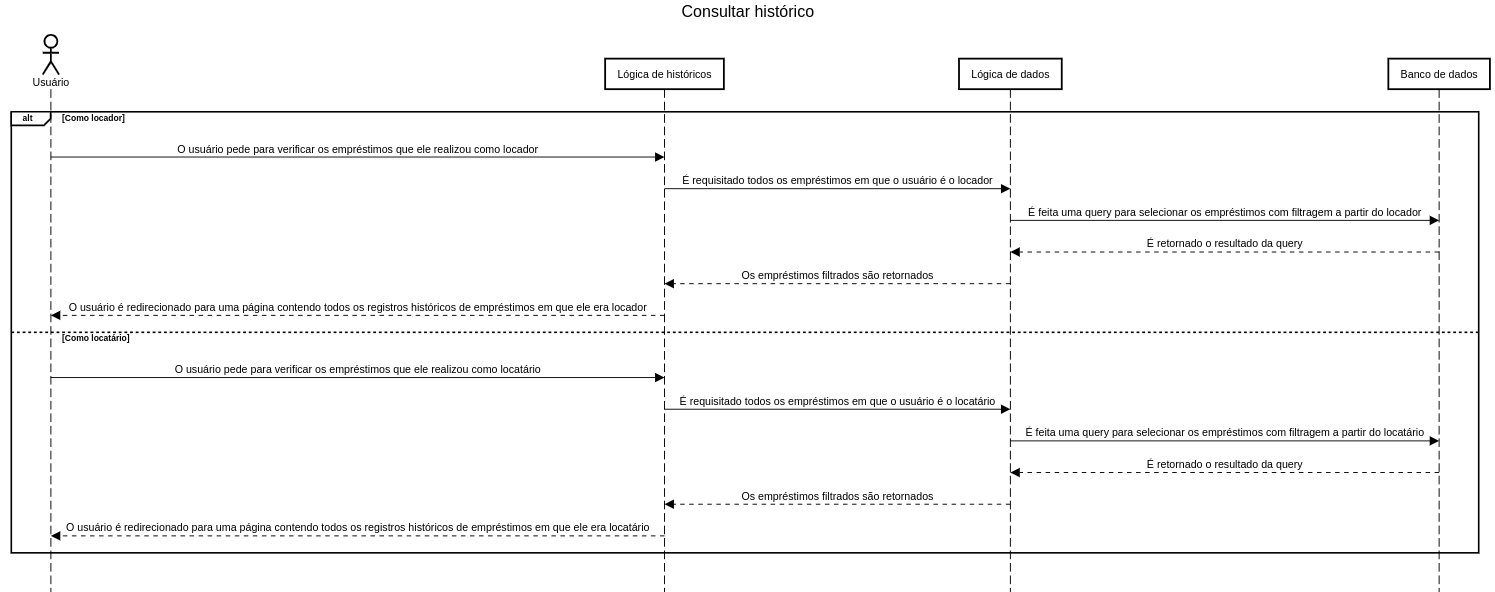 Consultar histórico
Usuário
Lógica de históricos
Lógica de dados
Banco de dados
alt
[Como locador]
O usuário pede para verificar os empréstimos que ele realizou como locador
É requisitado todos os empréstimos em que o usuário é o locador
É feita uma query para selecionar os empréstimos com filtragem a partir do locador
É retornado o resultado da query
Os empréstimos filtrados são retornados
O usuário é redirecionado para uma página contendo todos os registros históricos de empréstimos em que ele era locador
[Como locatário]
O usuário pede para verificar os empréstimos que ele realizou como locatário
É requisitado todos os empréstimos em que o usuário é o locatário
É feita uma query para selecionar os empréstimos com filtragem a partir do locatário
É retornado o resultado da query
Os empréstimos filtrados são retornados
O usuário é redirecionado para uma página contendo todos os registros históricos de empréstimos em que ele era locatário